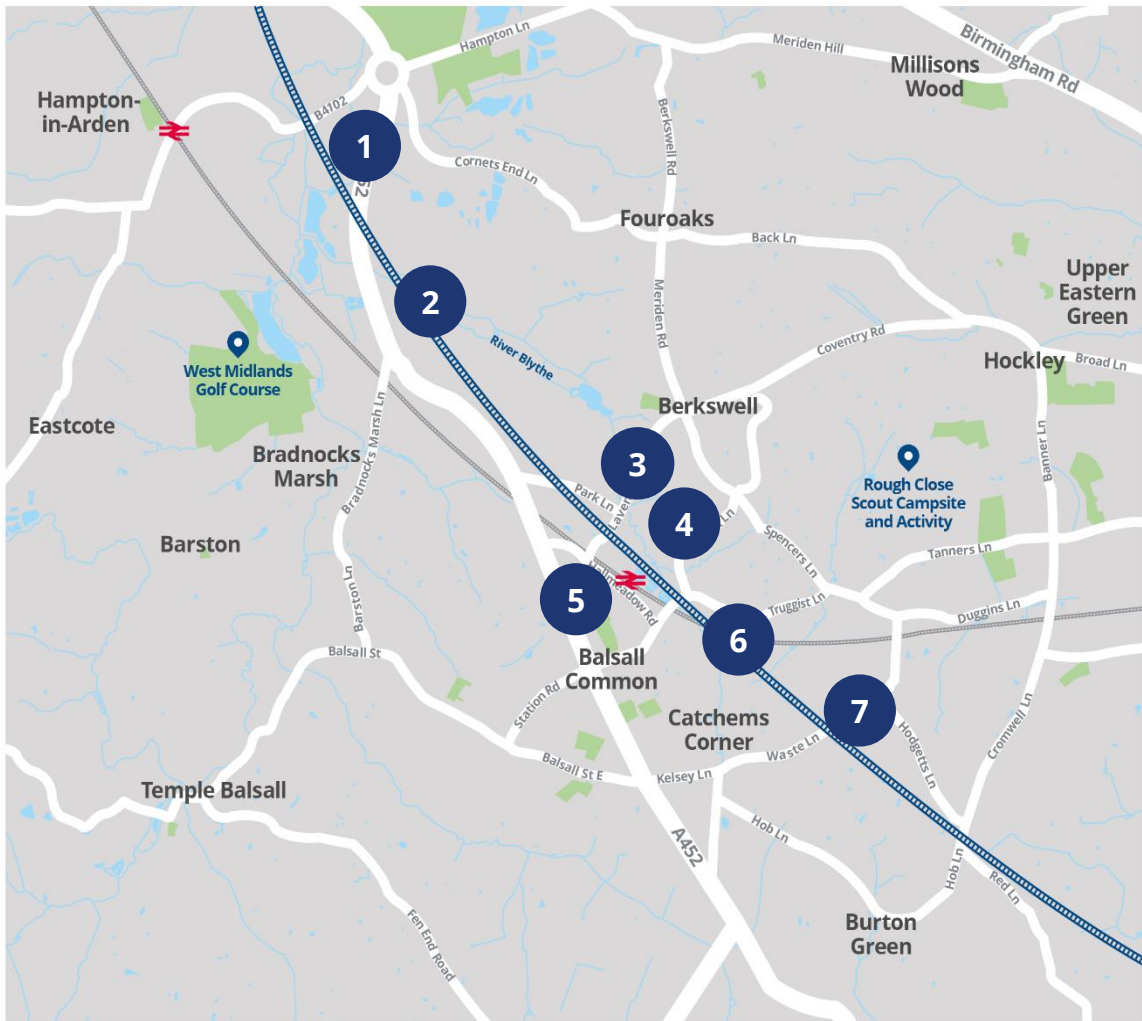 Hampton Ln
Meriden Hill
Birmingham Rd
Millisons
Wood
Hampton-
in-Arden
B4102
1
Berkswell Rd
Cornets End Ln
52
Fouroaks
Back Ln
Upper
Eastern
Green
2
Meriden Rd
River Blythe
Coventry Rd
West Midlands
Golf Course
Hockley
Broad Ln
Berkswell
Eastcote
Bradnocks Marsh Ln
Bradnocks
Marsh
3
Banner Ln
Rough Close
Scout Campsite
and Activity
Park Ln
Laver
4
Ln
Spencers Ln
Barston
Tanners Ln
Hallmeadow Rd
5
Barston Ln
Truggist Ln
Duggins Ln
6
Balsall St
Balsall
Common
Station Rd
Catchems
Corner
7
Hodgetts Ln
Cromwell Ln
Waste Ln
Balsall St E
Kelsey Ln
Temple Balsall
Hob Ln
A452
Hob Ln
Red Ln
Burton
Green
Fen End Road